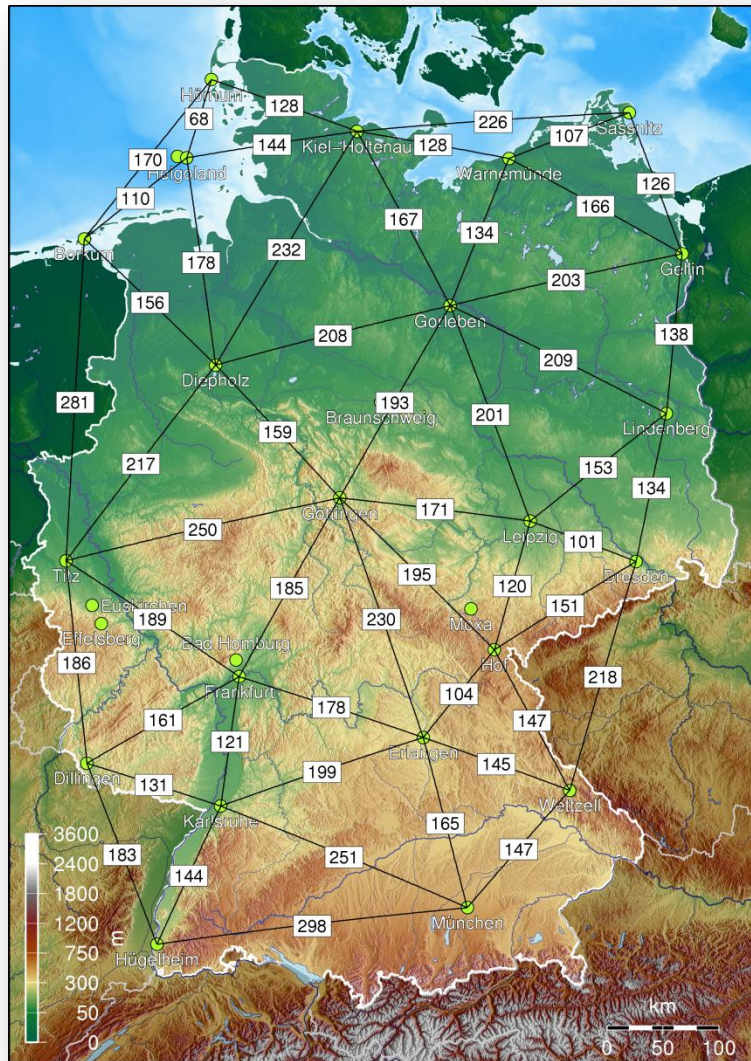 Hörnum
128
68
226
Sassnitz
144
Kiel-Holtenau
128
107
170
Helgoland
Warnemünde
110
126
167
166
Borkum
232
134
178
Gellin
203
156
Gorleben
138
208
209
Diepholz
281
193
Braunschweig
201
Lindenberg
159
153
217
134
Göttingen
171
Leipzig
250
101
Titz
195
Dresden
185
120
Euskirchen
189
Moxa
151
Effelsberg
230
Bad Homburg
Hof
186
Frankfurt
218
104
178
147
161
121
Erlangen
145
Dillingen
199
131
Wettzell
Karlsruhe
165
3600
2400
183
147
1800
144
251
1200
München
750
m
298
Hügelheim
300
50
km
0
0 50 100